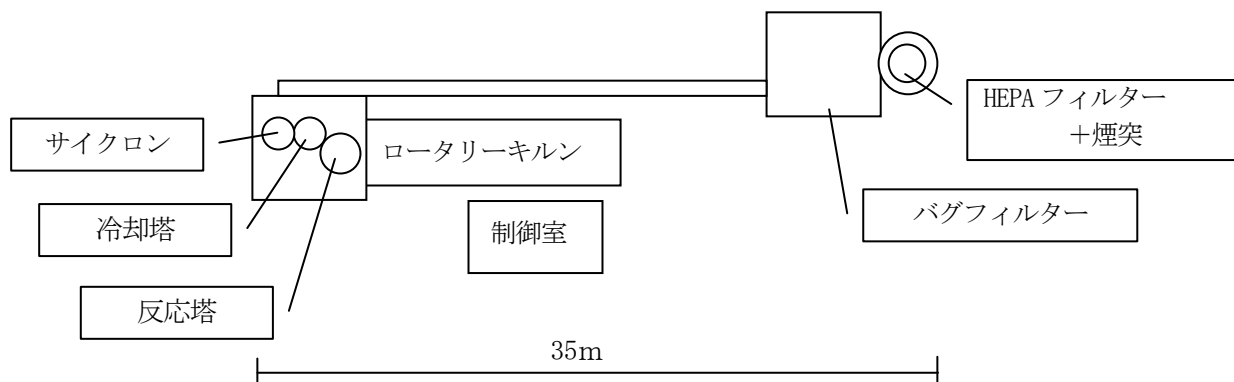 HEPA フィルター
+煙突
サイクロン
ロータリーキルン
冷却塔
制御室
バグフィルター
反応塔
35m